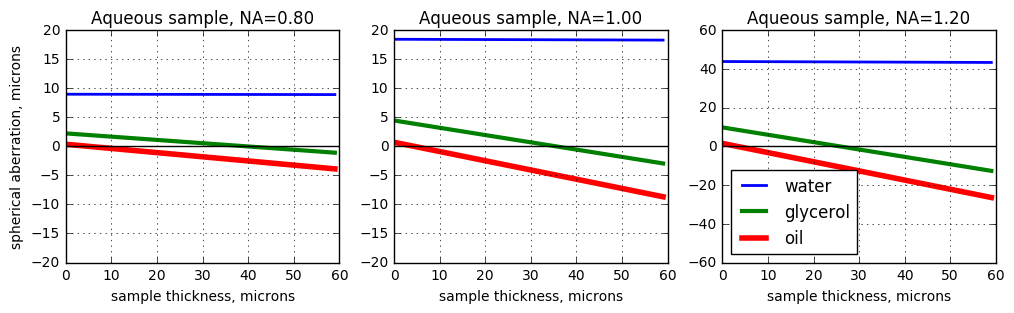 Aqueous sample, NA=0.80
20
15
10
5
0
−5
−10
−15
−20
0 10 20 30 40 50 60
sample thickness, microns
spherical aberration, microns
Aqueous sample, NA=1.00
20
15
10
5
0
−5
−10
−15
−20
0 10 20 30 40 50 60
sample thickness, microns
Aqueous sample, NA=1.20
60
40
20
0
−20
−40
−60
0 10 20 30 40 50 60
sample thickness, microns
water
glycerol
oil